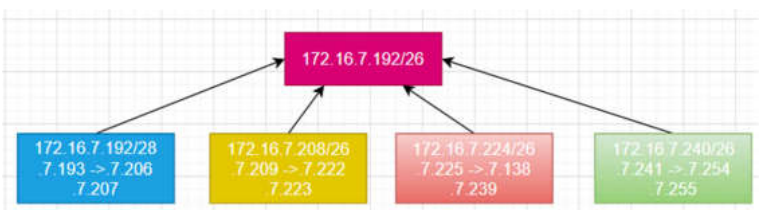 172.16.7.192/26
172.16.7.192/28
.7.193 -> .7.206
.7.207
172.16.7.208/26
.7.209 -> .7.222
7.223
172.16.7.224/26
.7.225 -> .7.138
.7.239
172.16.7.240/26
.7.241 -> .7.254
.7.255